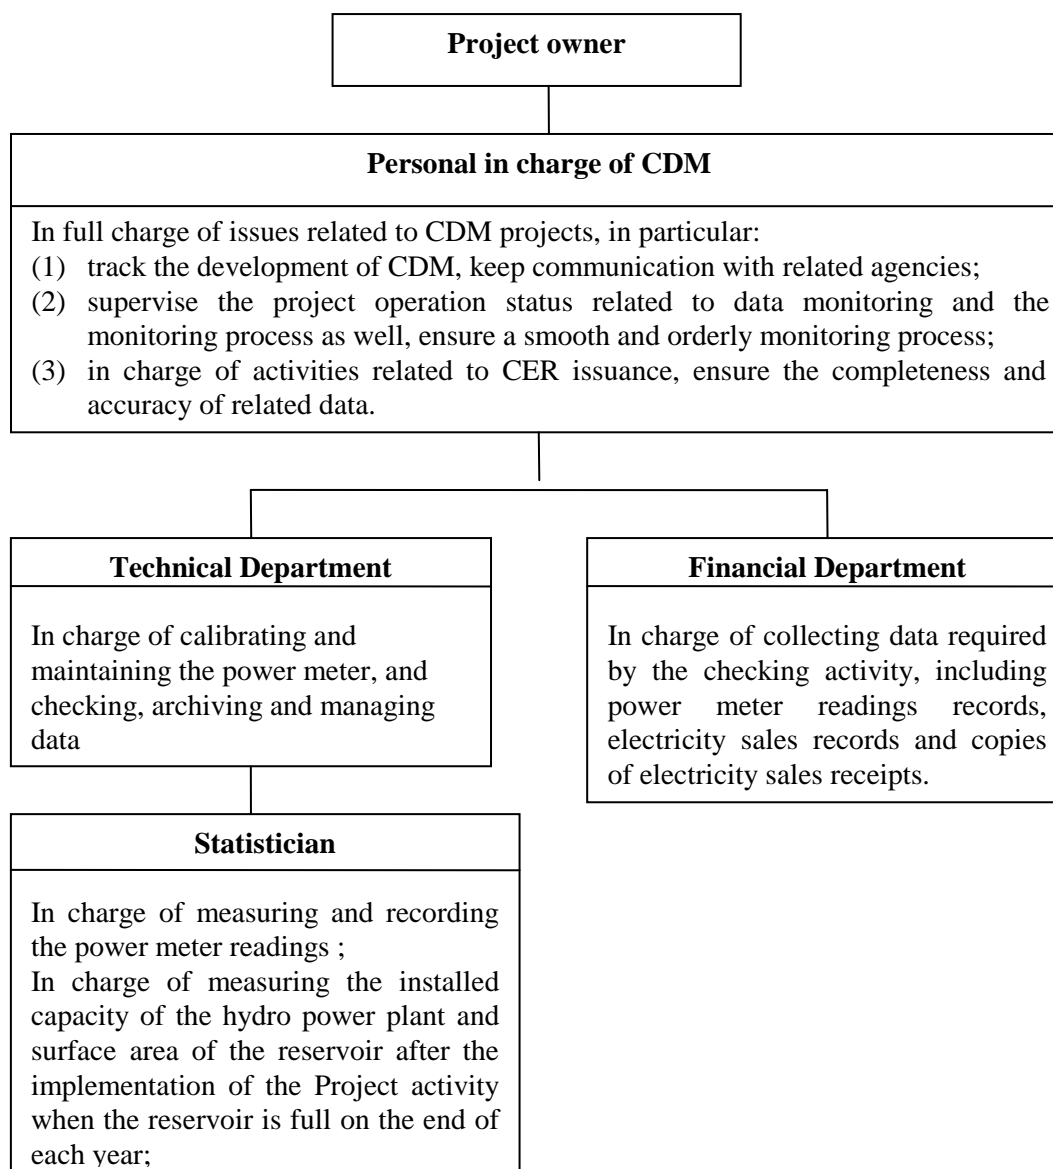 Project owner
Personal in charge of CDM
In full charge of issues related to CDM projects, in particular:
(1) track the development of CDM, keep communication with related agencies;
(2) supervise the project operation status related to data monitoring and the
monitoring process as well, ensure a smooth and orderly monitoring process;
(3) in charge of activities related to CER issuance, ensure the completeness and
accuracy of related data.
Technical Department
In charge of calibrating and
maintaining the power meter, and
checking, archiving and managing
data
Financial Department
In charge of collecting data required
by the checking activity, including
power meter readings records,
electricity sales records and copies
of electricity sales receipts.
Statistician
In charge of measuring and recording
the power meter readings ;
In charge of measuring the installed
capacity of the hydro power plant and
surface area of the reservoir after the
implementation of the Project activity
when the reservoir is full on the end of
each year;